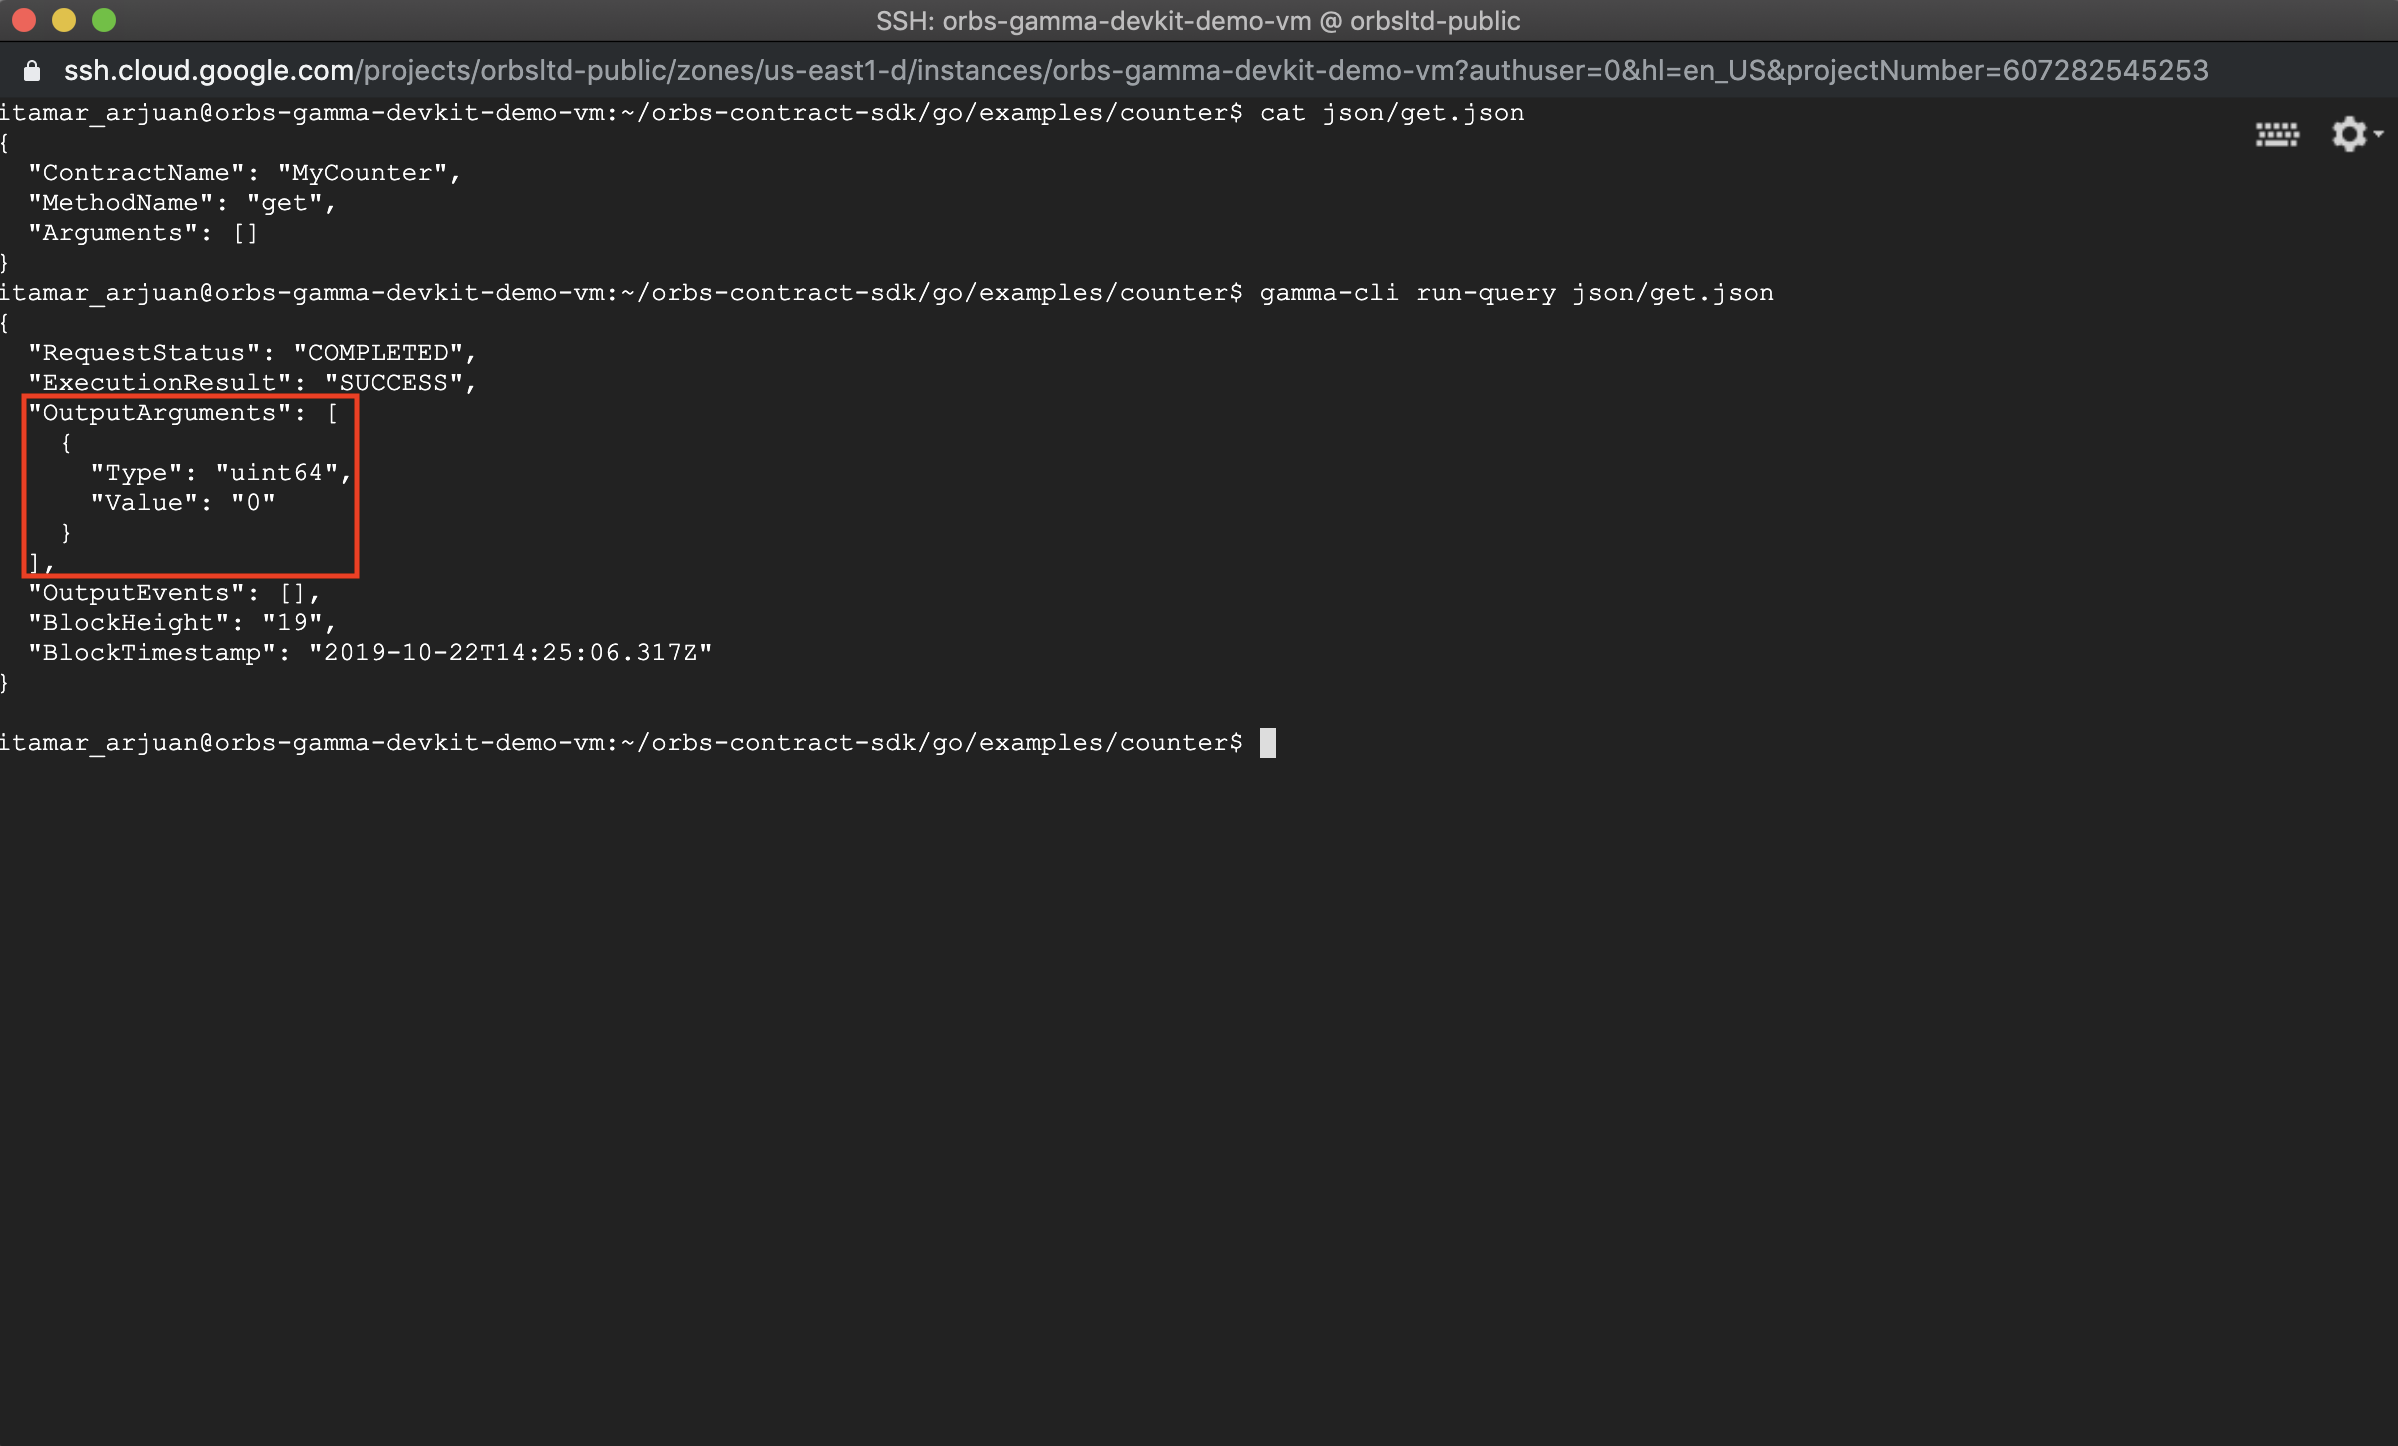 SSH: orbs-gamma-devkit-demo-vm @ orbsltd-public
ssh.cloud.google.com/projects/orbsltd-public/zones/us-east1-d/instances/orbs-gamma-devkit-demo-vm?authuser=0&hl=en_US&projectNumber=607282545253
itamar_arjuan@orbs-gamma-devkit-demo-vm:~/orbs-contract-sdk/go/examples/counter$ cat json/get.json
{
  "ContractName": "MyCounter",
  "MethodName": "get",
  "Arguments": []
}
itamar_arjuan@orbs-gamma-devkit-demo-vm:~/orbs-contract-sdk/go/examples/counter$ gamma-cli run-query json/get.json
{
  "RequestStatus": "COMPLETED",
  "ExecutionResult": "SUCCESS",
  "OutputArguments": [
    {
      "Type": "uint64",
      "Value": "0"
    }
  ],
  "OutputEvents": [],
  "BlockHeight": "19",
  "BlockTimestamp": "2019-10-22T14:25:06.317Z"
}
itamar_arjuan@orbs-gamma-devkit-demo-vm:~/orbs-contract-sdk/go/examples/counter$